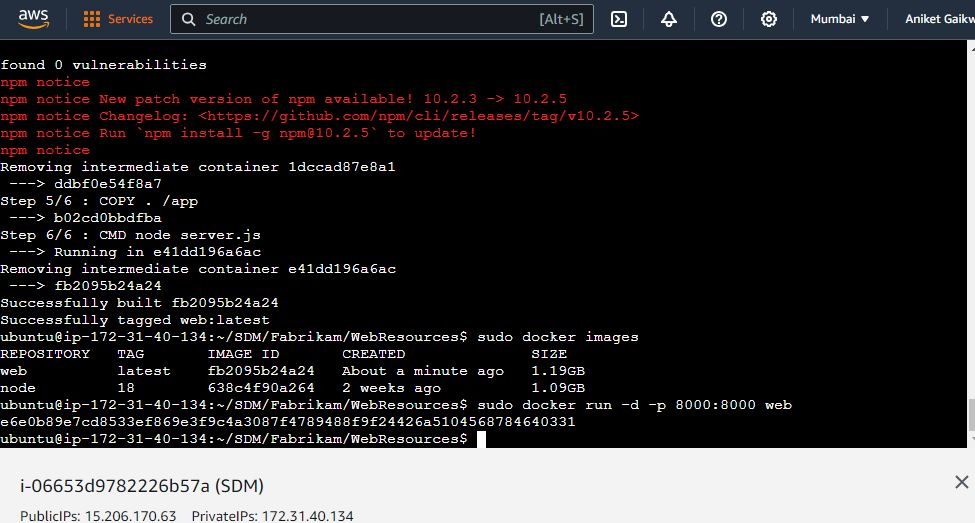 aws Services Search [Alt+S] Mumbai ▼ Aniket Gaikw
found 0 vulnerabilities
npm notice
npm notice New patch version of npm available! 10.2.3 -> 10.2.5
npm notice Changelog: <https://github.com/npm/cli/releases/tag/v10.2.5>
npm notice Run `npm install -g npm@10.2.5` to update!
npm notice
Removing intermediate container 1dccad87e8a1
 ---> ddbf0e54f8a7
Step 5/6 : COPY . /app
 ---> b02cd0bbdfba
Step 6/6 : CMD node server.js
 ---> Running in e41dd196a6ac
Removing intermediate container e41dd196a6ac
 ---> fb2095b24a24
Successfully built fb2095b24a24
Successfully tagged web:latest
ubuntu@ip-172-31-40-134:~/SDM/Fabrikam/WebResources$ sudo docker images
REPOSITORY   TAG       IMAGE ID       CREATED              SIZE
web          latest    fb2095b24a24   About a minute ago   1.19GB
node         18        638c4f90a264   2 weeks ago          1.09GB
ubuntu@ip-172-31-40-134:~/SDM/Fabrikam/WebResources$ sudo docker run -d -p 8000:8000 web
e6e0b89e7cd8533ef869e3f9c4a3087f4789488f9f24426a5104568784640331
ubuntu@ip-172-31-40-134:~/SDM/Fabrikam/WebResources$
i-06653d9782226b57a (SDM)
PublicIPs: 15.206.170.63 PrivateIPs: 172.31.40.134